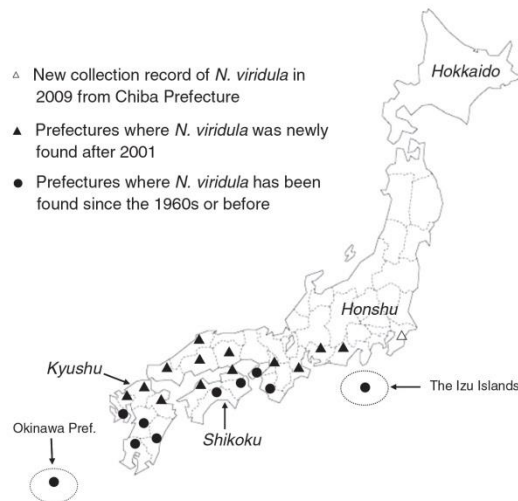 Hokkaido
△ New collection record of N. viridula in
2009 from Chiba Prefecture
▲ Prefectures where N. viridula was newly
found after 2001
● Prefectures where N. viridula has been
found since the 1960s or before
Honshu
Kyushu
The Izu Islands
Shikoku
Okinawa Pref.